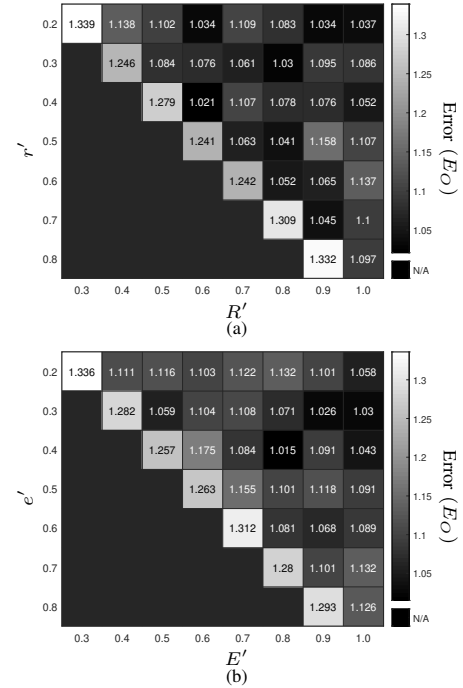 0.2 1.339 1.138 1.102 1.034 1.109 1.083 1.034 1.037
0.3 1.246 1.084 1.076 1.061 1.03 1.095 1.086
0.4 1.279 1.021 1.107 1.078 1.076 1.052
0.5 1.241 1.063 1.041 1.158 1.107
0.6 1.242 1.052 1.065 1.137
0.7 1.309 1.045 1.1
0.8 1.332 1.097
r′
0.3 0.4 0.5 0.6 0.7 0.8 0.9 1.0
R′
(a)
1.3
1.25
1.2
1.15
1.1
1.05
N/A
Error (E_O)
0.2 1.336 1.111 1.116 1.103 1.122 1.132 1.101 1.058
0.3 1.282 1.059 1.104 1.108 1.071 1.026 1.03
0.4 1.257 1.175 1.084 1.015 1.091 1.043
0.5 1.263 1.155 1.101 1.118 1.091
0.6 1.312 1.081 1.068 1.089
0.7 1.28 1.101 1.132
0.8 1.293 1.126
e′
0.3 0.4 0.5 0.6 0.7 0.8 0.9 1.0
E′
(b)
1.3
1.25
1.2
1.15
1.1
1.05
N/A
Error (E_O)